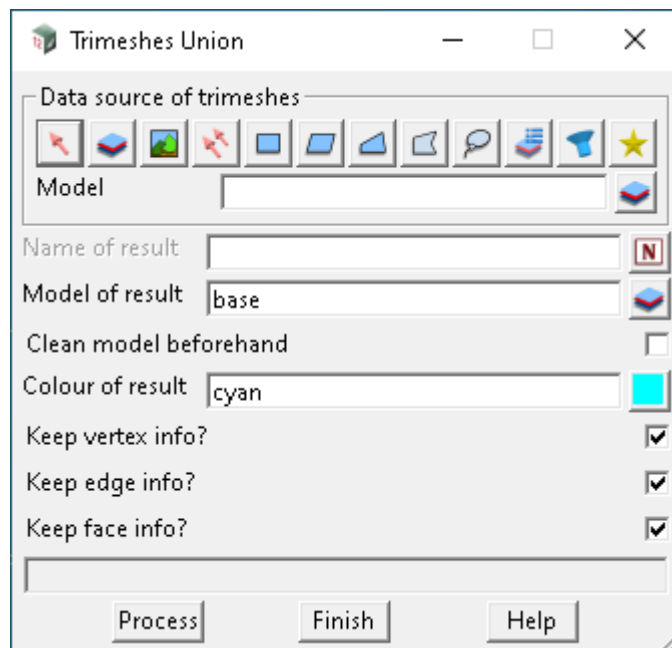 Trimeshes Union
Data source of trimeshes
Model
Name of result
N
Model of result base
Clean model beforehand
Colour of result cyan
Keep vertex info?
Keep edge info?
Keep face info?
Process Finish Help